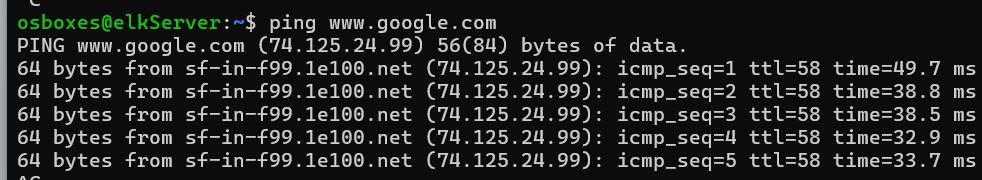 osboxes@elkServer:~$ ping www.google.com
PING www.google.com (74.125.24.99) 56(84) bytes of data.
64 bytes from sf-in-f99.1e100.net (74.125.24.99): icmp_seq=1 ttl=58 time=49.7 ms
64 bytes from sf-in-f99.1e100.net (74.125.24.99): icmp_seq=2 ttl=58 time=38.8 ms
64 bytes from sf-in-f99.1e100.net (74.125.24.99): icmp_seq=3 ttl=58 time=38.5 ms
64 bytes from sf-in-f99.1e100.net (74.125.24.99): icmp_seq=4 ttl=58 time=32.9 ms
64 bytes from sf-in-f99.1e100.net (74.125.24.99): icmp_seq=5 ttl=58 time=33.7 ms